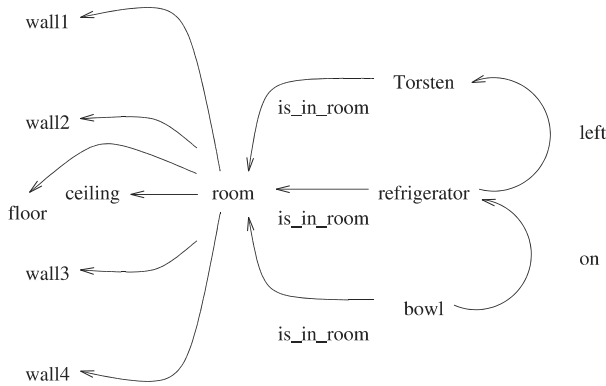 wall1
wall2
floor
ceiling
wall3
wall4
room
is_in_room
is_in_room
is_in_room
Torsten
refrigerator
bowl
left
on